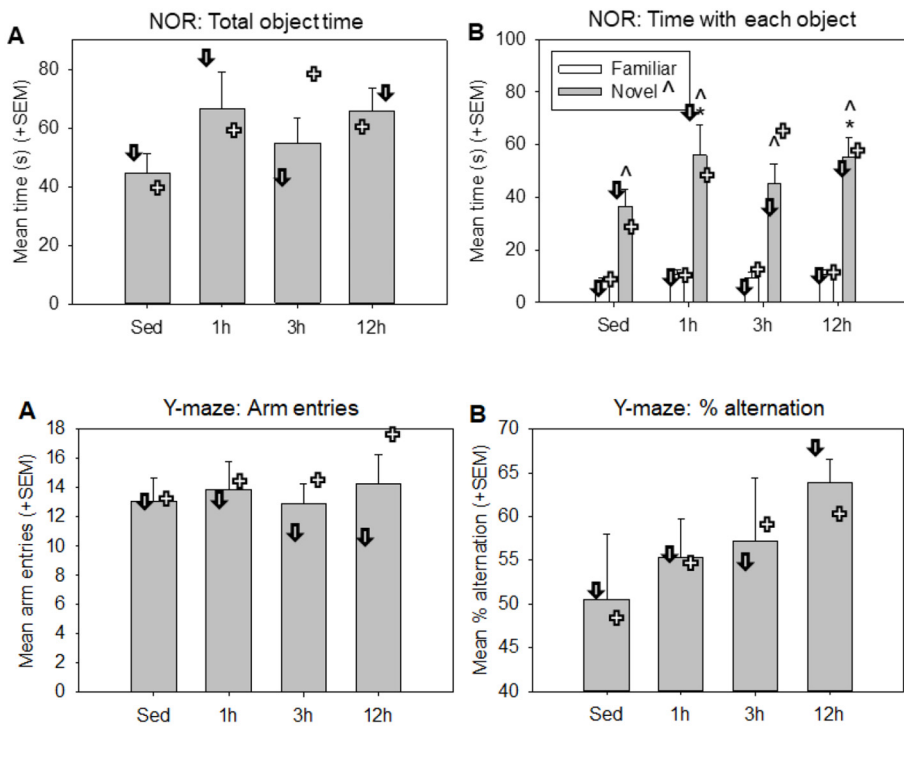 A
NOR: Total object time
Mean time (s) (+SEM)
80
60
40
20
0
Sed 1h 3h 12h
B
NOR: Time with each object
Mean time (s) (+SEM)
100
80
60
40
20
0
Familiar
Novel ^
^
^
*
^
^
*
Sed 1h 3h 12h
A
Y-maze: Arm entries
Mean arm entries (+SEM)
18
16
14
12
10
8
6
4
2
0
Sed 1h 3h 12h
B
Y-maze: % alternation
Mean % alternation (+SEM)
70
65
60
55
50
45
40
Sed 1h 3h 12h